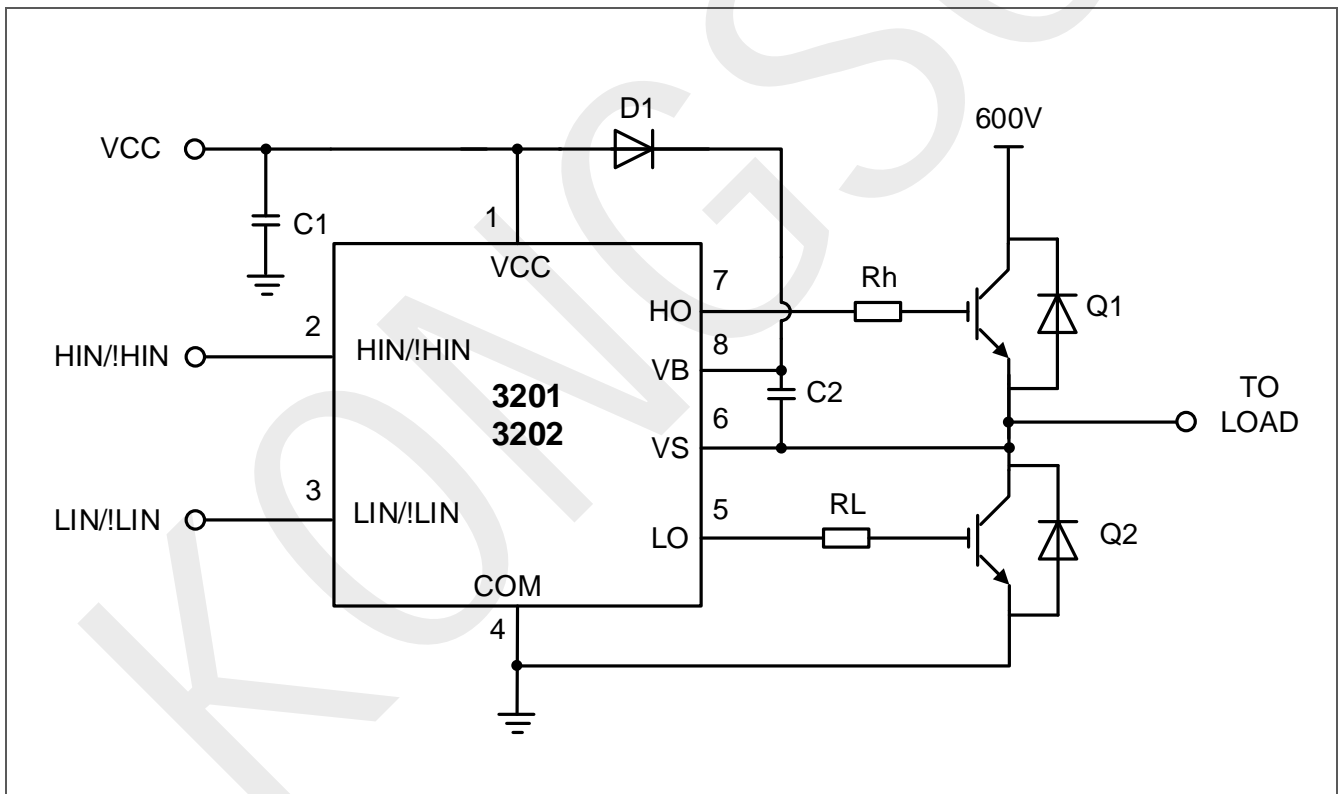 D1
600V
VCC
C1
1
VCC
7
Rh
HO
Q1
2
HIN/!HIN
HIN/!HIN
8
VB
C2
3201
3202
6
VS
TO
LOAD
3
LIN/!LIN
LIN/!LIN
5
RL
LO
Q2
COM
4
KONGS